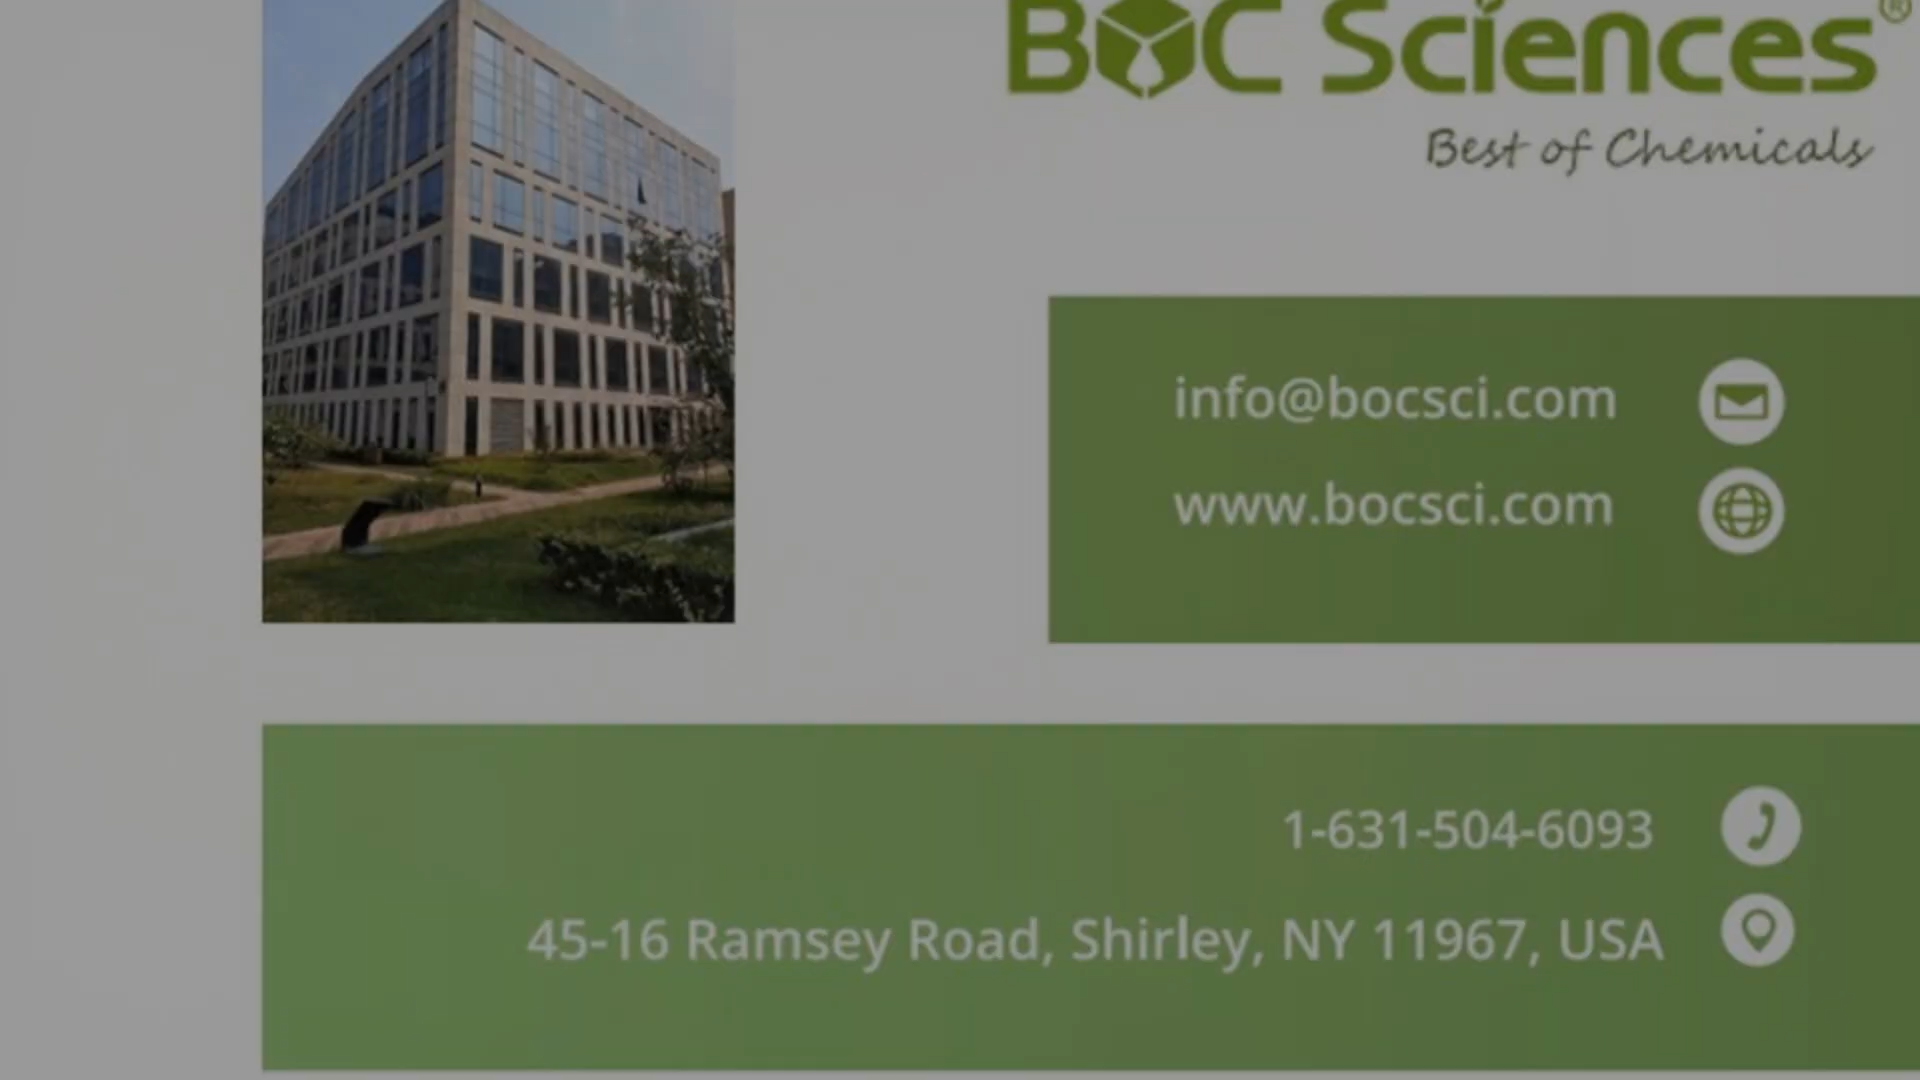 BOC Sciences®
Best of Chemicals
info@bocsci.com
www.bocsci.com
1-631-504-6093
45-16 Ramsey Road, Shirley, NY 11967, USA